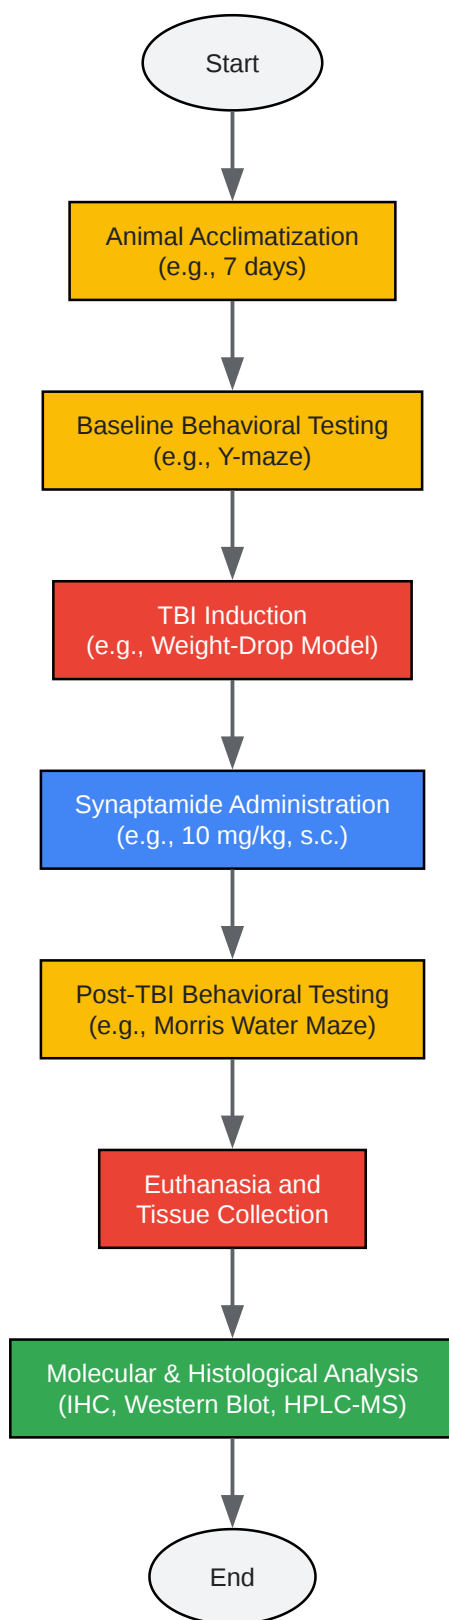 Start
Animal Acclimatization
(e.g., 7 days)
Baseline Behavioral Testing
(e.g., Y-maze)
TBI Induction
(e.g., Weight-Drop Model)
Synaptamide Administration
(e.g., 10 mg/kg, s.c.)
Post-TBI Behavioral Testing
(e.g., Morris Water Maze)
Euthanasia and
Tissue Collection
Molecular & Histological Analysis
(IHC, Western Blot, HPLC-MS)
End